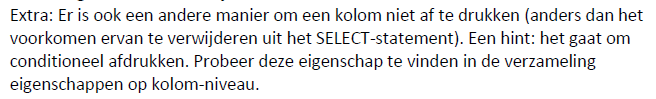 Extra: Er is ook een andere manier om een kolom niet af te drukken (anders dan het
voorkomen ervan te verwijderen uit het SELECT-statement). Een hint: het gaat om
conditioneel afdrukken. Probeer deze eigenschap te vinden in de verzameling
eigenschappen op kolom-niveau.